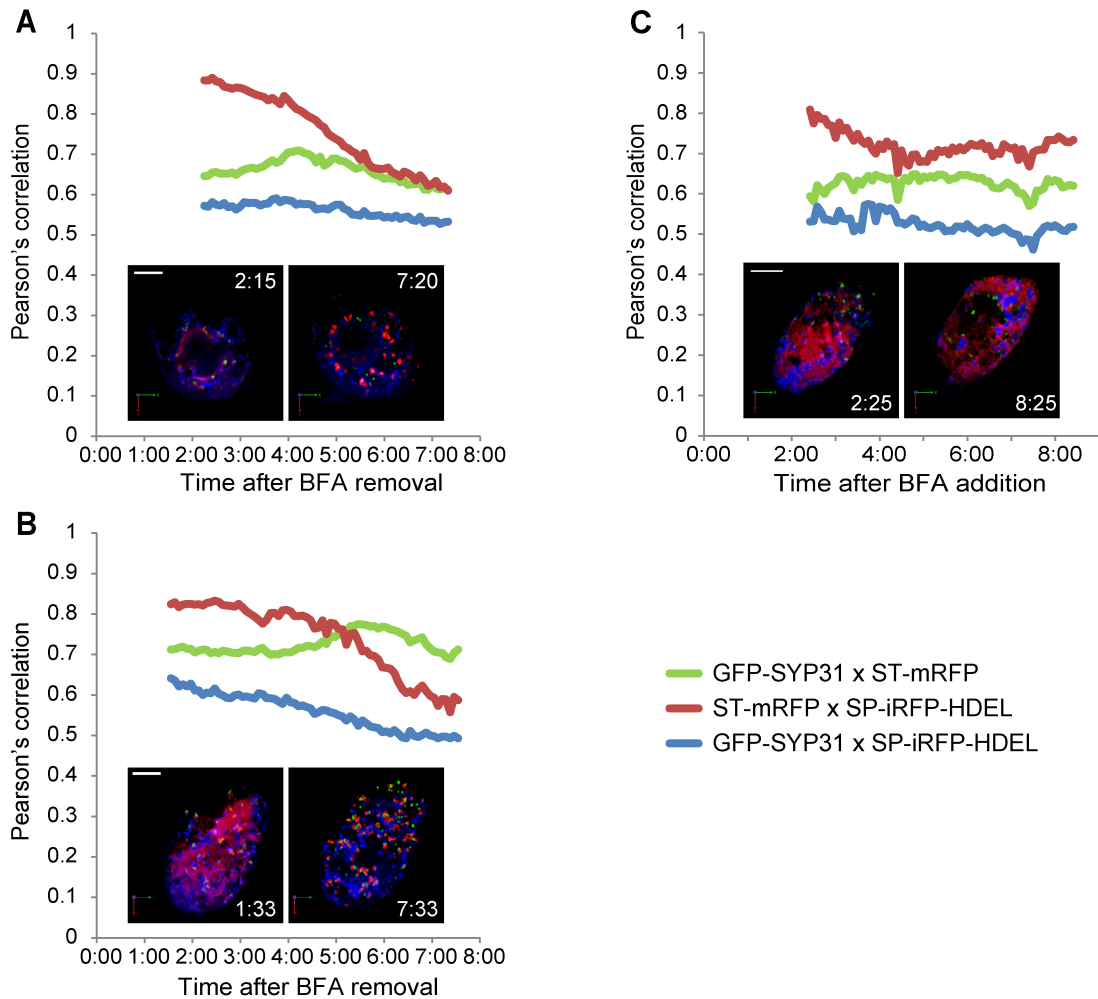 A
Pearson's correlation
1
0.9
0.8
0.7
0.6
0.5
0.4
0.3
0.2
0.1
0
2:15
7:20
0:00 1:00 2:00 3:00 4:00 5:00 6:00 7:00 8:00
Time after BFA removal
C
Pearson's correlation
1
0.9
0.8
0.7
0.6
0.5
0.4
0.3
0.2
0.1
0
2:25
8:25
0:00 2:00 4:00 6:00 8:00
Time after BFA addition
B
Pearson's correlation
1
0.9
0.8
0.7
0.6
0.5
0.4
0.3
0.2
0.1
0
1:33
7:33
0:00 1:00 2:00 3:00 4:00 5:00 6:00 7:00 8:00
Time after BFA removal
GFP-SYP31 x ST-mRFP
ST-mRFP x SP-iRFP-HDEL
GFP-SYP31 x SP-iRFP-HDEL